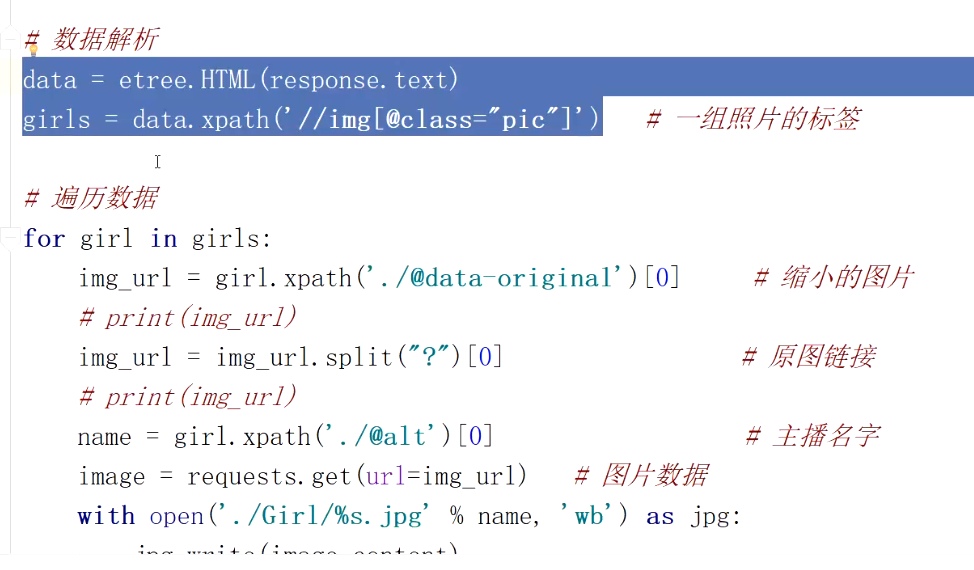 # 数据解析
data = etree.HTML(response.text)
girls = data.xpath('//img[@class="pic"]')   # 一组照片的标签
# 遍历数据
for girl in girls:
    img_url = girl.xpath('./@data-original')[0]     # 缩小的图片
    # print(img_url)
    img_url = img_url.split("?")[0]     # 原图链接
    # print(img_url)
    name = girl.xpath('./@alt')[0]     # 主播名字
    image = requests.get(url=img_url)   # 图片数据
    with open('./Girl/%s.jpg' % name, 'wb') as jpg:
        jpg.write(image.content)